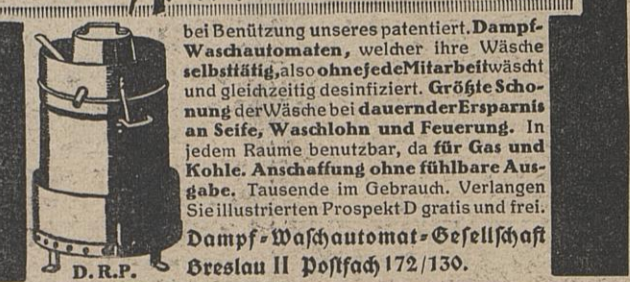 bei Benützung unseres patentiert. Dampf-
Waschautomaten, welcher ihre Wäsche
selbsttätig, also ohne jede Mitarbeit wäscht
und gleichzeitig desinfiziert. Größte Scho-
nung der Wäsche bei dauernder Ersparnis
an Seife, Waschlohn und Feuerung. In
jedem Raume benutzbar, da für Gas und
Kohle. Anschaffung ohne fühlbare Aus-
gabe. Tausende im Gebrauch. Verlangen
Sie illustrierten Prospekt D gratis und frei.
Dampf-Waschautomat-Gesellschaft
Breslau II Postfach 172/130.
D. R. P.